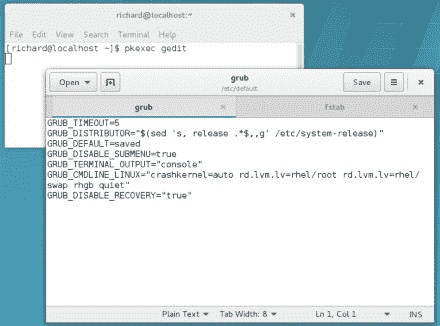 richard@localhost:~
File Edit View Search Terminal Help
[richard@localhost ~]$ pkexec gedit
Open
grub
/etc/default
Save
grub
fstab
GRUB_TIMEOUT=5
GRUB_DISTRIBUTOR="$(sed 's, release .*$,,g' /etc/system-release)"
GRUB_DEFAULT=saved
GRUB_DISABLE_SUBMENU=true
GRUB_TERMINAL_OUTPUT="console"
GRUB_CMDLINE_LINUX="crashkernel=auto rd.lvm.lv=rhel/root rd.lvm.lv=rhel/
swap rhgb quiet"
GRUB_DISABLE_RECOVERY="true"
Plain Text Tab Width: 8 Ln 1, Col 1 INS